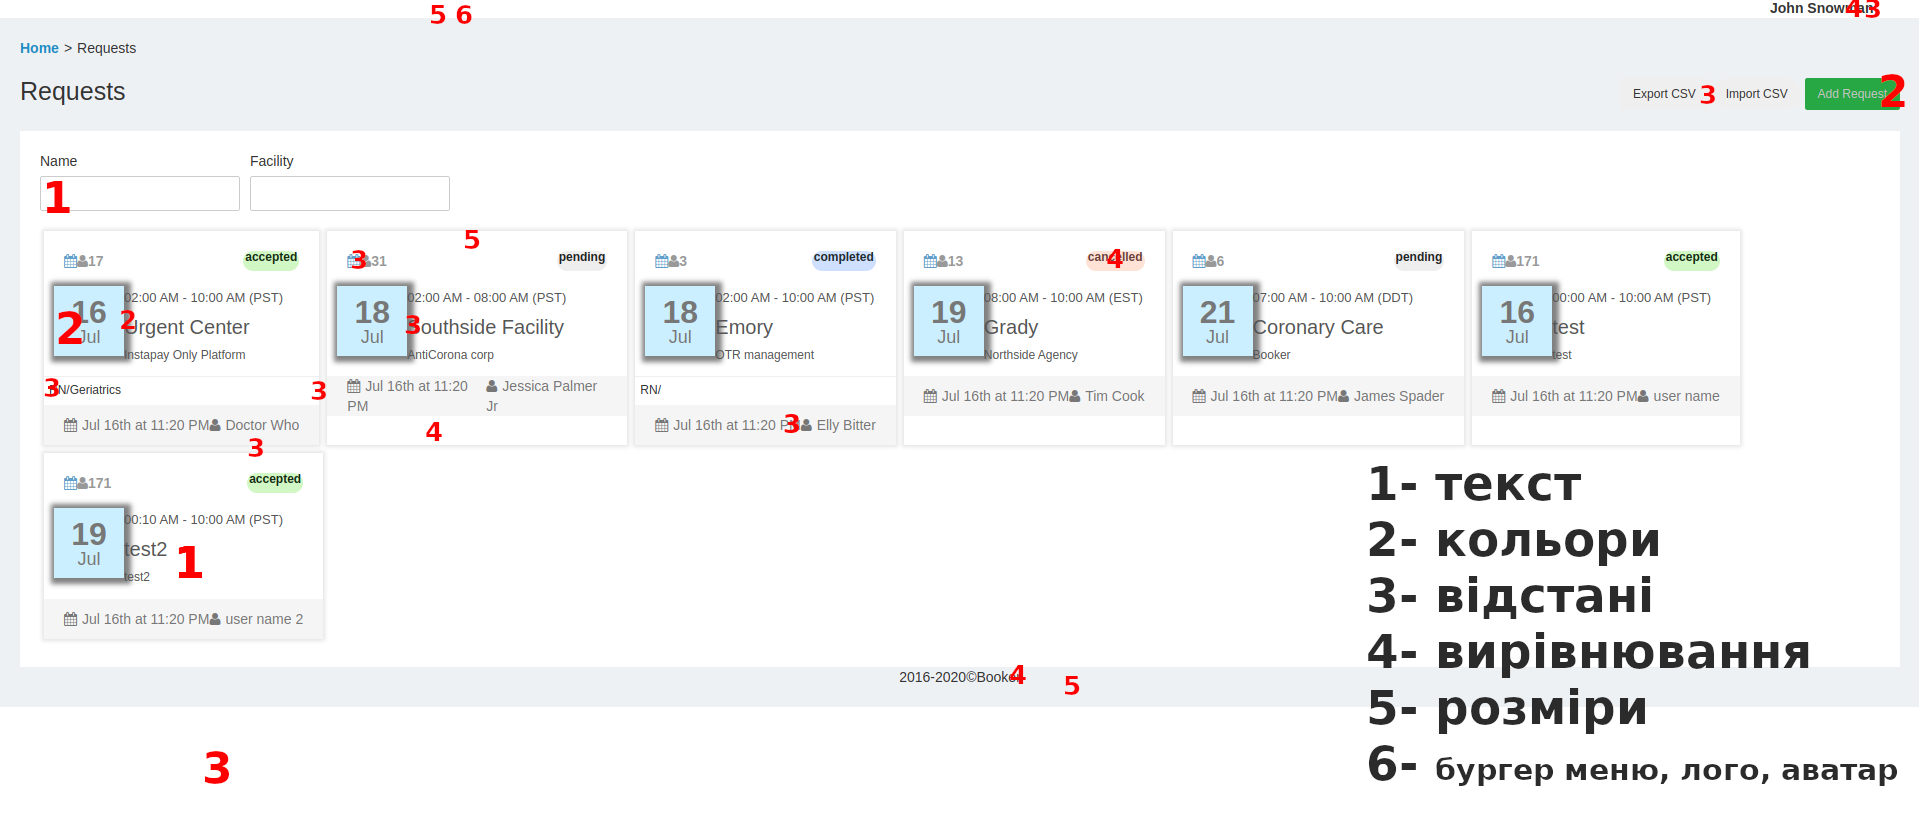 5 6
John Snowman 43
Home > Requests
Requests
Export CSV 3 Import CSV Add Request 2
Name Facility
1
5
17 accepted
3 31 pending
3 completed
13 cancelled 4
6 pending
171 accepted
16 Jul 2 02:00 AM - 10:00 AM (PST)
2 Urgent Center
Instapay Only Platform
18 Jul 02:00 AM - 08:00 AM (PST)
3 Southside Facility
AntiCorona corp
18 Jul 02:00 AM - 10:00 AM (PST)
Emory
OTR management
19 Jul 08:00 AM - 10:00 AM (EST)
Grady
Northside Agency
21 Jul 07:00 AM - 10:00 AM (DDT)
Coronary Care
Booker
16 Jul 00:00 AM - 10:00 AM (PST)
test
test
3 RN/Geriatrics 3
Jul 16th at 11:20 PM Doctor Who
Jul 16th at 11:20 PM Jessica Palmer Jr
4
RN/
Jul 16th at 11:20 PM 3 Elly Bitter
Jul 16th at 11:20 PM Tim Cook
Jul 16th at 11:20 PM James Spader
Jul 16th at 11:20 PM user name
3
171 accepted
19 Jul 00:10 AM - 10:00 AM (PST)
test2 1
test2
Jul 16th at 11:20 PM user name 2
1- текст
2- кольори
3- відстані
4- вирівнювання
5- розміри
6- бургер меню, лого, аватар
2016-2020©Booker 4
5
3